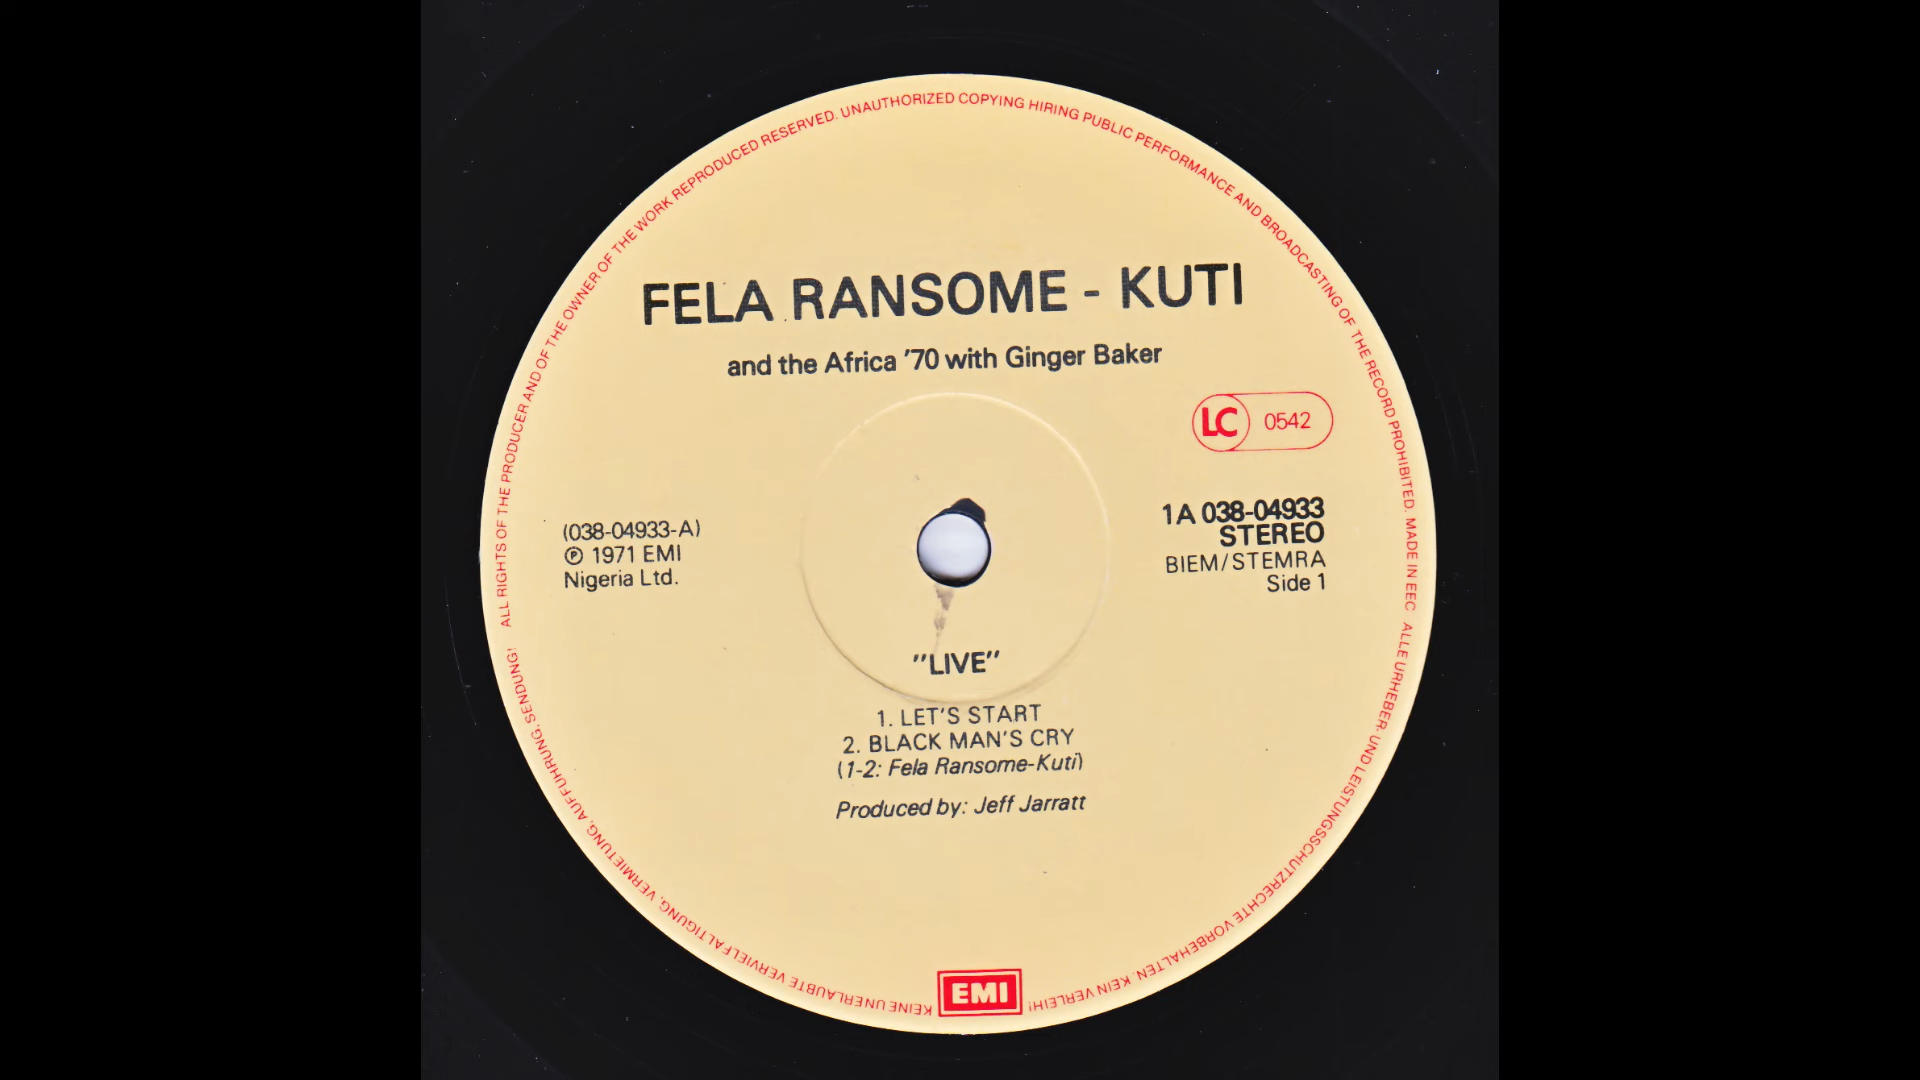 ALL RIGHTS OF THE PRODUCER AND OF THE OWNER OF THE WORK REPRODUCED RESERVED. UNAUTHORIZED COPYING HIRING PUBLIC PERFORMANCE AND BROADCASTING OF THE RECORD PROHIBITED. MADE IN EEC
FELA RANSOME - KUTI
and the Africa '70 with Ginger Baker
LC 0542
(038-04933-A)
℗ 1971 EMI
Nigeria Ltd.
1A 038-04933
STEREO
BIEM/STEMRA
Side 1
"LIVE"
1. LET'S START
2. BLACK MAN'S CRY
(1-2: Fela Ransome-Kuti)
Produced by: Jeff Jarratt
ALLE URHEBER- UND LEISTUNGSSCHUTZRECHTE VORBEHALTEN. KEIN VERLEIH!
KEINE UNERLAUBTE VERVIELFALTIGUNG, VERMIETUNG, AUFFUHRUNG, SENDUNG!
EMI